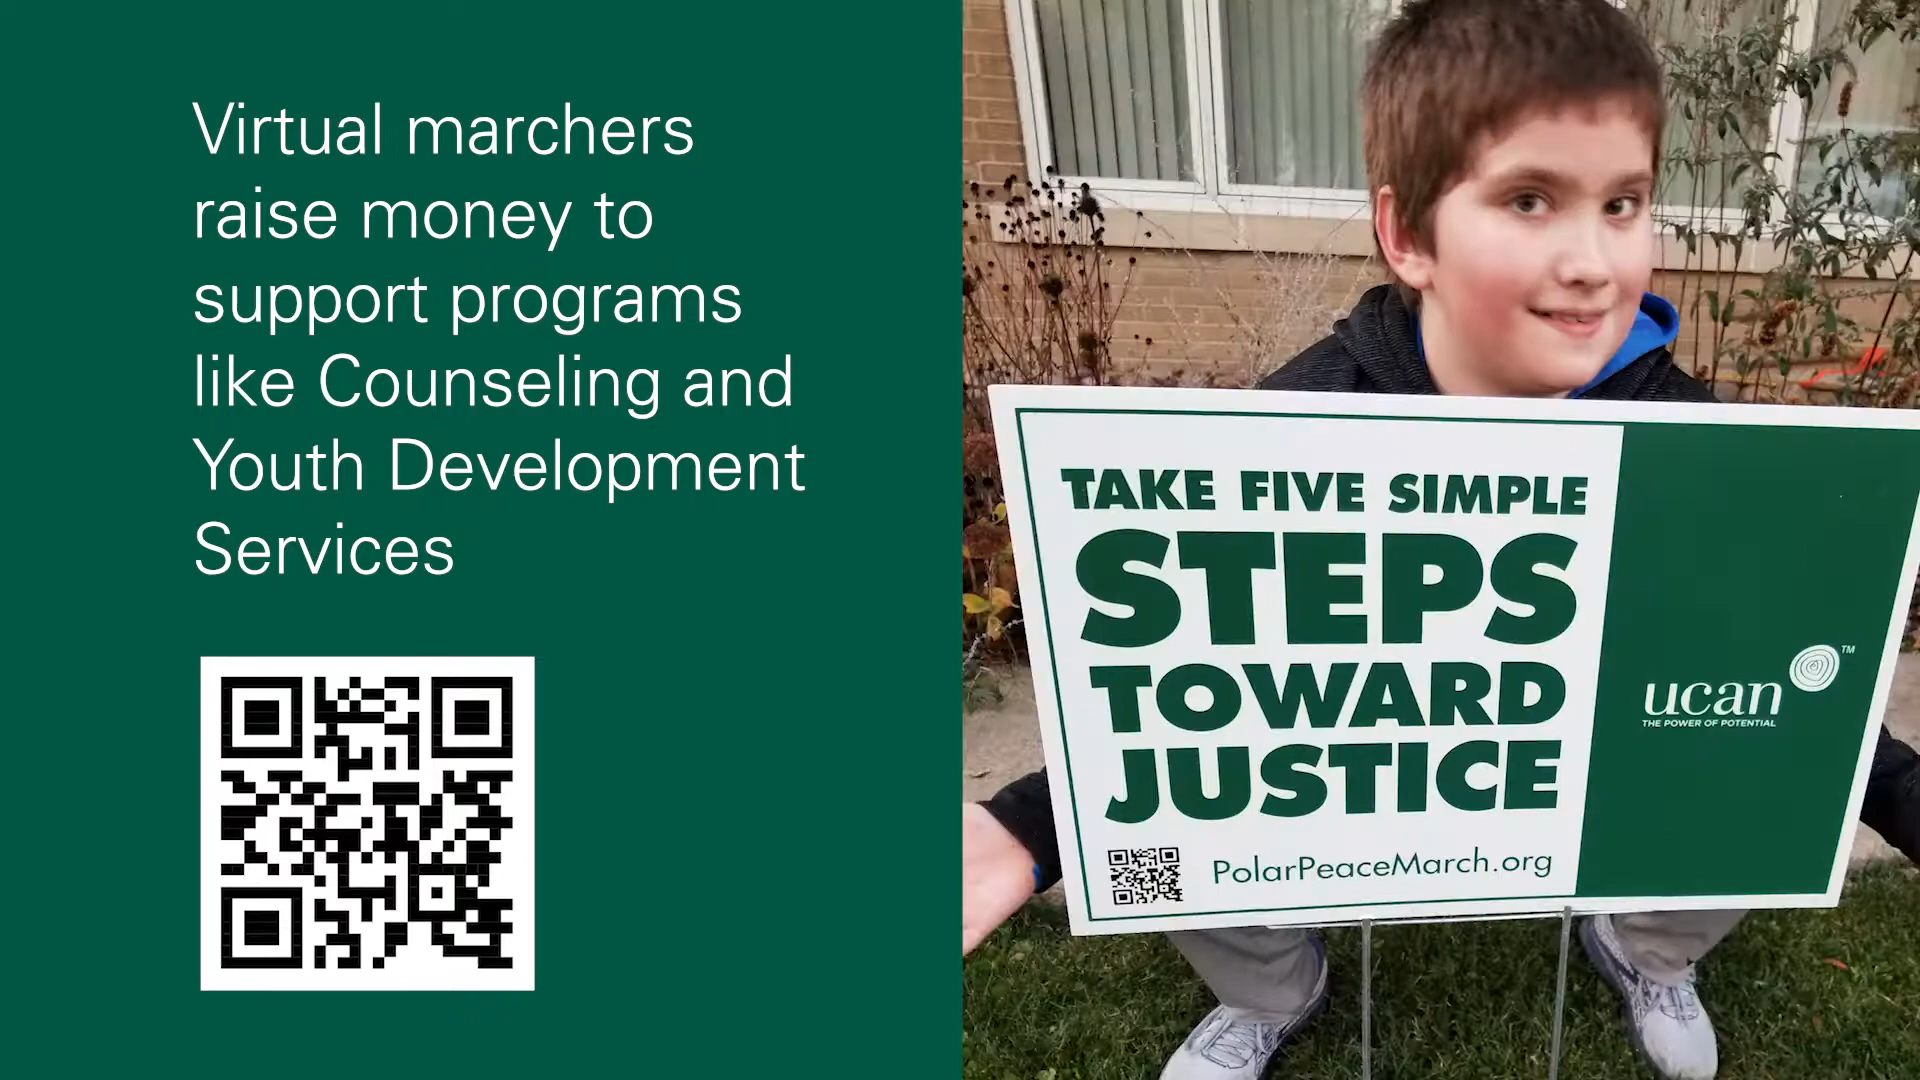 Virtual marchers
raise money to
support programs
like Counseling and
Youth Development
Services
TAKE FIVE SIMPLE
STEPS
TOWARD
JUSTICE
PolarPeaceMarch.org
ucan
TM
THE POWER OF POTENTIAL